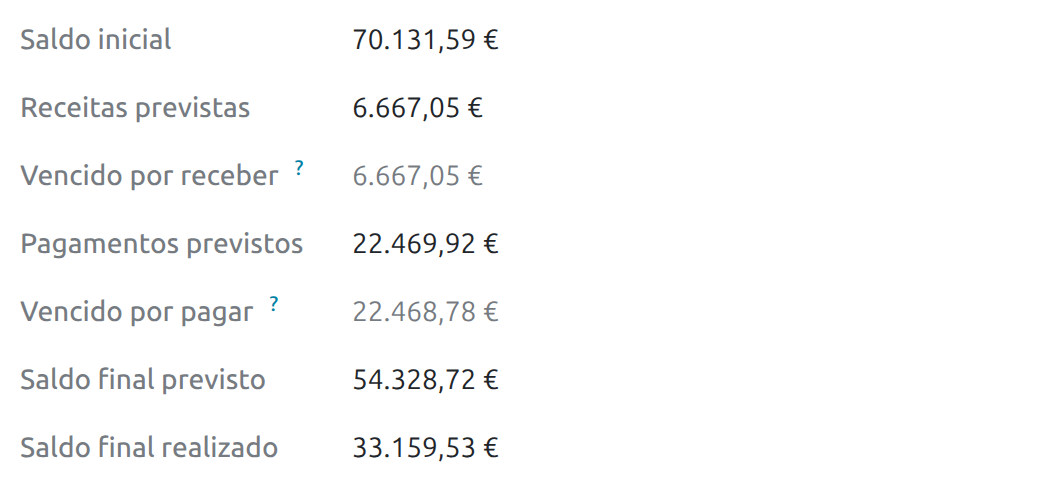 Saldo inicial 70.131,59 €
Receitas previstas 6.667,05 €
Vencido por receber ? 6.667,05 €
Pagamentos previstos 22.469,92 €
Vencido por pagar ? 22.468,78 €
Saldo final previsto 54.328,72 €
Saldo final realizado 33.159,53 €